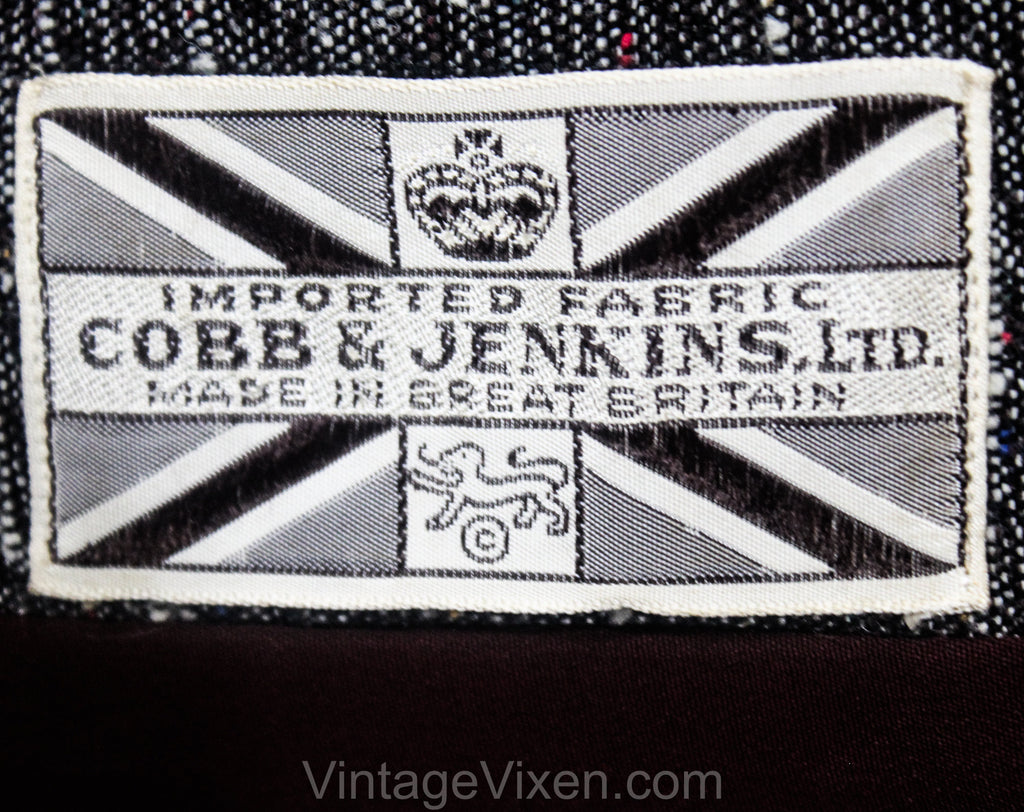 IMPORTED FABRIC
COBB & JENKINS, LTD.
MADE IN GREAT BRITAIN
VintageVixen.com